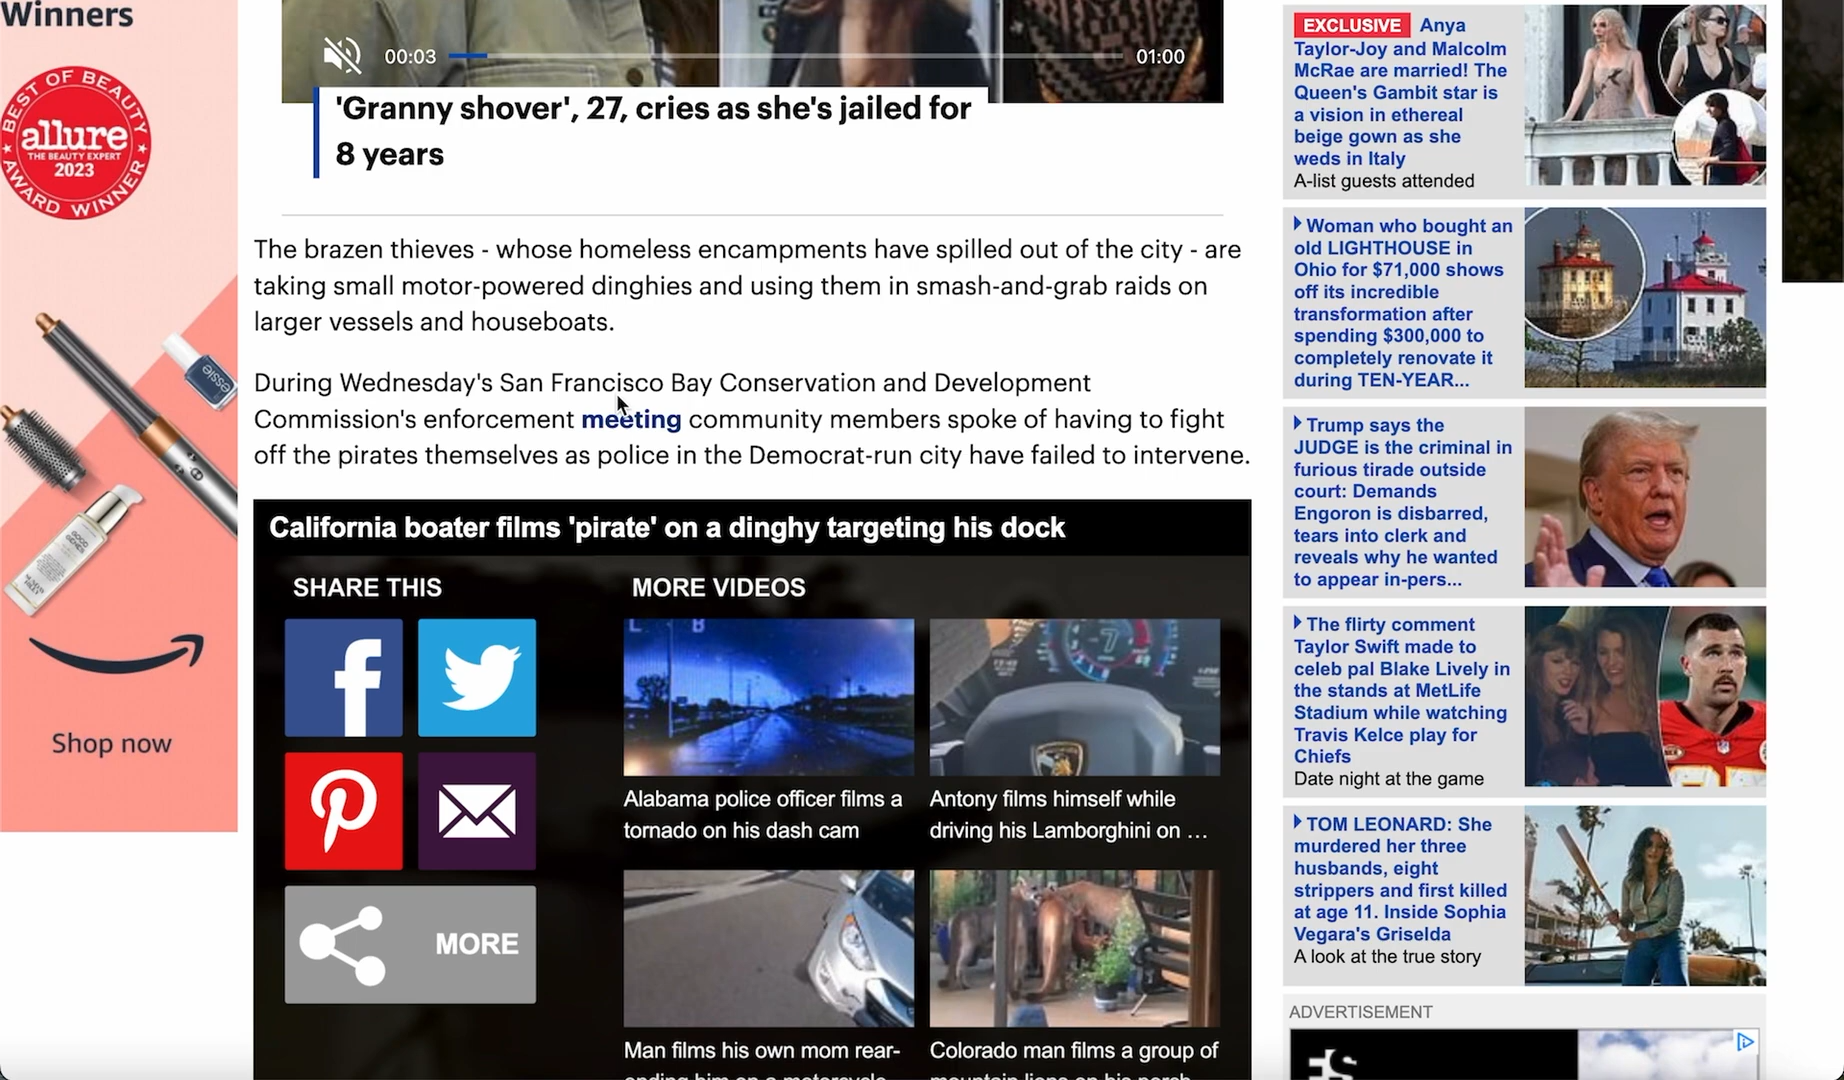 Winners
BEST OF BEAUTY
allure
THE BEAUTY EXPERT
2023
AWARD WINNER
essie
GOOD
GENES
Shop now
00:03
01:00
'Granny shover', 27, cries as she's jailed for
8 years
The brazen thieves - whose homeless encampments have spilled out of the city - are
taking small motor-powered dinghies and using them in smash-and-grab raids on
larger vessels and houseboats.
During Wednesday's San Francisco Bay Conservation and Development
Commission's enforcement meeting community members spoke of having to fight
off the pirates themselves as police in the Democrat-run city have failed to intervene.
California boater films 'pirate' on a dinghy targeting his dock
SHARE THIS
MORE
MORE VIDEOS
L B
-7
Alabama police officer films a
tornado on his dash cam
Antony films himself while
driving his Lamborghini on ...
Man films his own mom rear-
ending him on a motorcycle
Colorado man films a group of
mountain lions on his porch
EXCLUSIVE Anya
Taylor-Joy and Malcolm
McRae are married! The
Queen's Gambit star is
a vision in ethereal
beige gown as she
weds in Italy
A-list guests attended
Woman who bought an
old LIGHTHOUSE in
Ohio for $71,000 shows
off its incredible
transformation after
spending $300,000 to
completely renovate it
during TEN-YEAR...
Trump says the
JUDGE is the criminal in
furious tirade outside
court: Demands
Engoron is disbarred,
tears into clerk and
reveals why he wanted
to appear in-pers...
The flirty comment
Taylor Swift made to
celeb pal Blake Lively in
the stands at MetLife
Stadium while watching
Travis Kelce play for
Chiefs
Date night at the game
TOM LEONARD: She
murdered her three
husbands, eight
strippers and first killed
at age 11. Inside Sophia
Vegara's Griselda
A look at the true story
ADVERTISEMENT